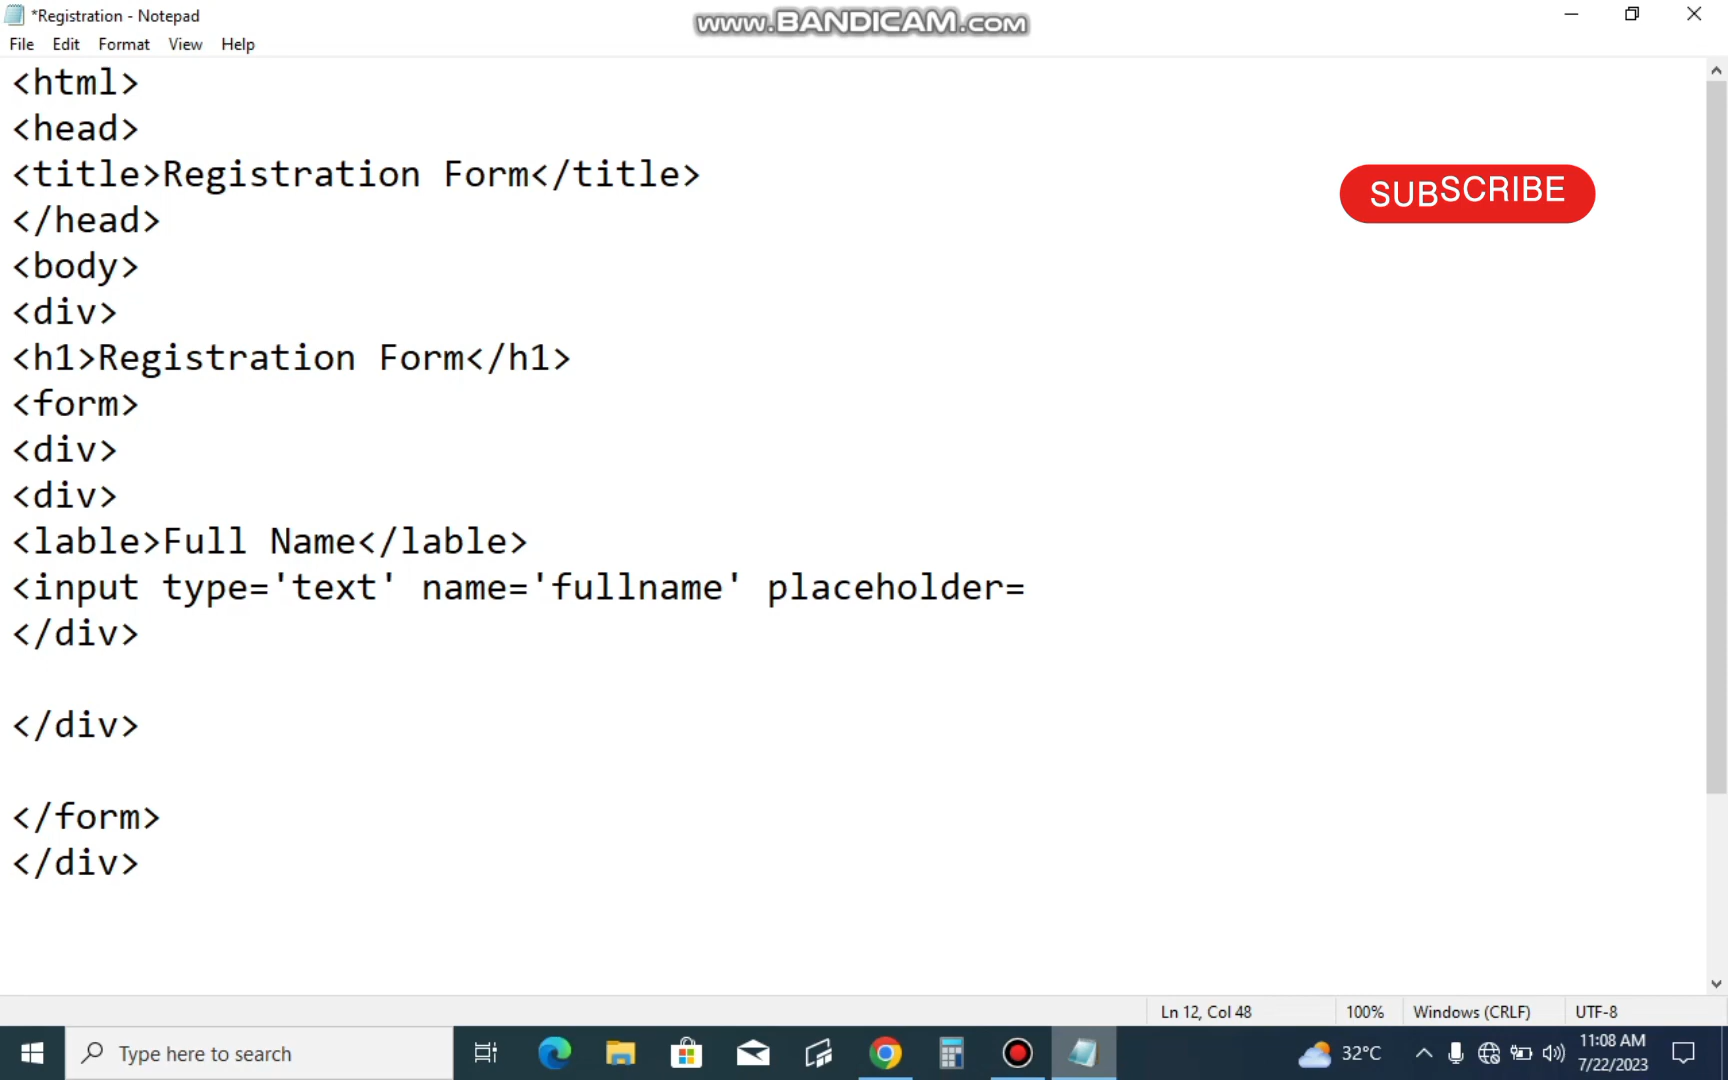 *Registration - Notepad
www.BANDICAM.com
File Edit Format View Help
<html>
<head>
<title>Registration Form</title>
SUBSCRIBE
</head>
<body>
<div>
<h1>Registration Form</h1>
<form>
<div>
<div>
<lable>Full Name</lable>
<input type='text' name='fullname' placeholder=
</div>
</div>
</form>
</div>
Ln 12, Col 48 100% Windows (CRLF) UTF-8
Type here to search
32°C
11:08 AM
7/22/2023